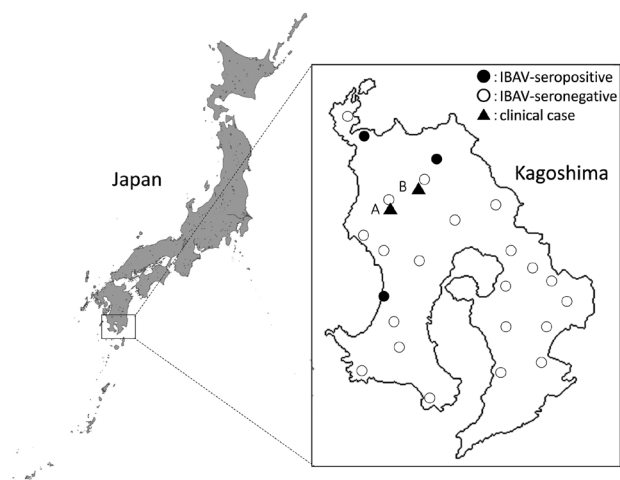 : IBAV-seropositive
: IBAV-seronegative
: clinical case
Japan
Kagoshima
B
A